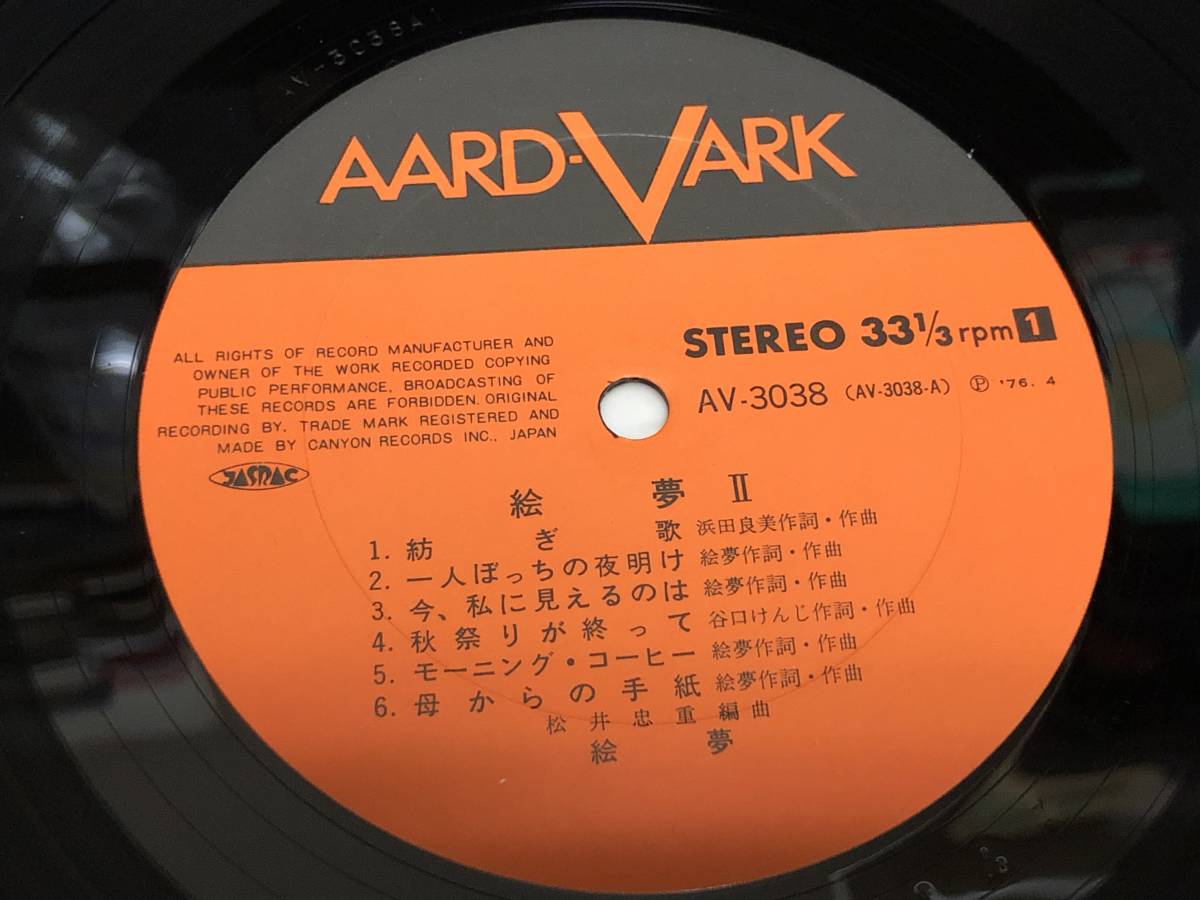 AV-3038A1
AARD-VARK
STEREO 33⅓ rpm 1
AV-3038 (AV-3038-A) Ⓟ '76. 4
ALL RIGHTS OF RECORD MANUFACTURER AND
OWNER OF THE WORK RECORDED COPYING
PUBLIC PERFORMANCE, BROADCASTING OF
THESE RECORDS ARE FORBIDDEN. ORIGINAL
RECORDING BY. TRADE MARK REGISTERED AND
MADE BY CANYON RECORDS INC., JAPAN
JASRAC
絵 夢 II
1. 紡 ぎ 歌 浜田良美作詞・作曲
2. 一人ぼっちの夜明け 絵夢作詞・作曲
3. 今、私に見えるのは 絵夢作詞・作曲
4. 秋祭りが終って 谷口けんじ作詞・作曲
5. モーニング・コーヒー 絵夢作詞・作曲
6. 母からの手紙 絵夢作詞・作曲
松井忠重編曲
絵 夢